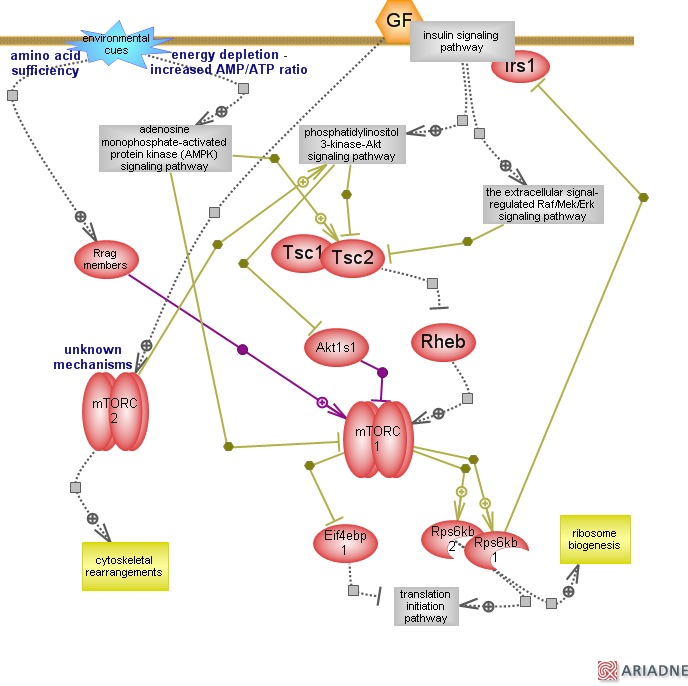 GF
environmental
cues
insulin signaling
pathway
amino acid
sufficiency
energy depletion -
increased AMP/ATP ratio
Irs1
adenosine
monophosphate-activated
protein kinase (AMPK)
signaling pathway
phosphatidylinositol
3-kinase-Akt
signaling pathway
the extracellular signal-
regulated Raf/Mek/Erk
signaling pathway
Rrag
members
Tsc1
Tsc2
Akt1s1
Rheb
unknown
mechanisms
mTORC
2
mTORC
1
Eif4ebp
1
Rps6kb
2
Rps6kb
1
ribosome
biogenesis
cytoskeletal
rearrangements
translation
initiation
pathway
ARIADNE